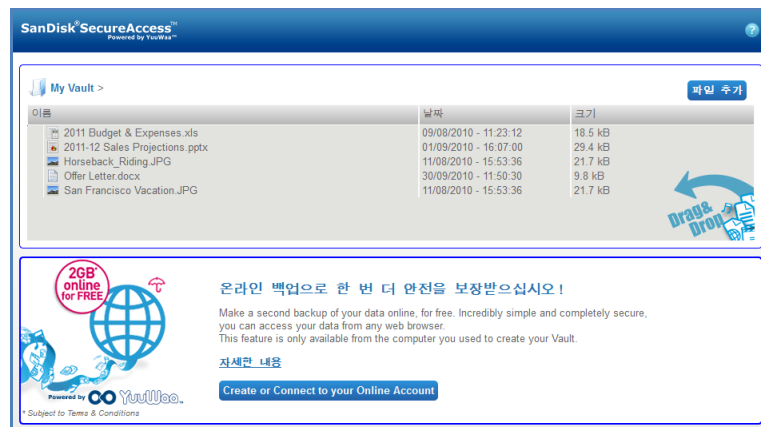 SanDisk®SecureAccess™
Powered by YuuWaa™
?
My Vault >
파일 추가
이름 날짜 크기
2011 Budget & Expenses.xls 09/08/2010 - 11:23:12 18.5 kB
2011-12 Sales Projections.pptx 01/09/2010 - 16:07:00 29.4 kB
Horseback_Riding.JPG 11/08/2010 - 15:53:36 21.7 kB
Offer Letter.docx 30/09/2010 - 11:50:30 9.8 kB
San Francisco Vacation.JPG 11/08/2010 - 15:53:36 21.7 kB
Drag&
Drop
2GB*
online
for FREE
온라인 백업으로 한 번 더 안전을 보장받으십시오!
Make a second backup of your data online, for free. Incredibly simple and completely secure,
you can access your data from any web browser.
This feature is only available from the computer you used to create your Vault.
자세한 내용
Create or Connect to your Online Account
Powered by YuuWaa
* Subject to Terms & Conditions